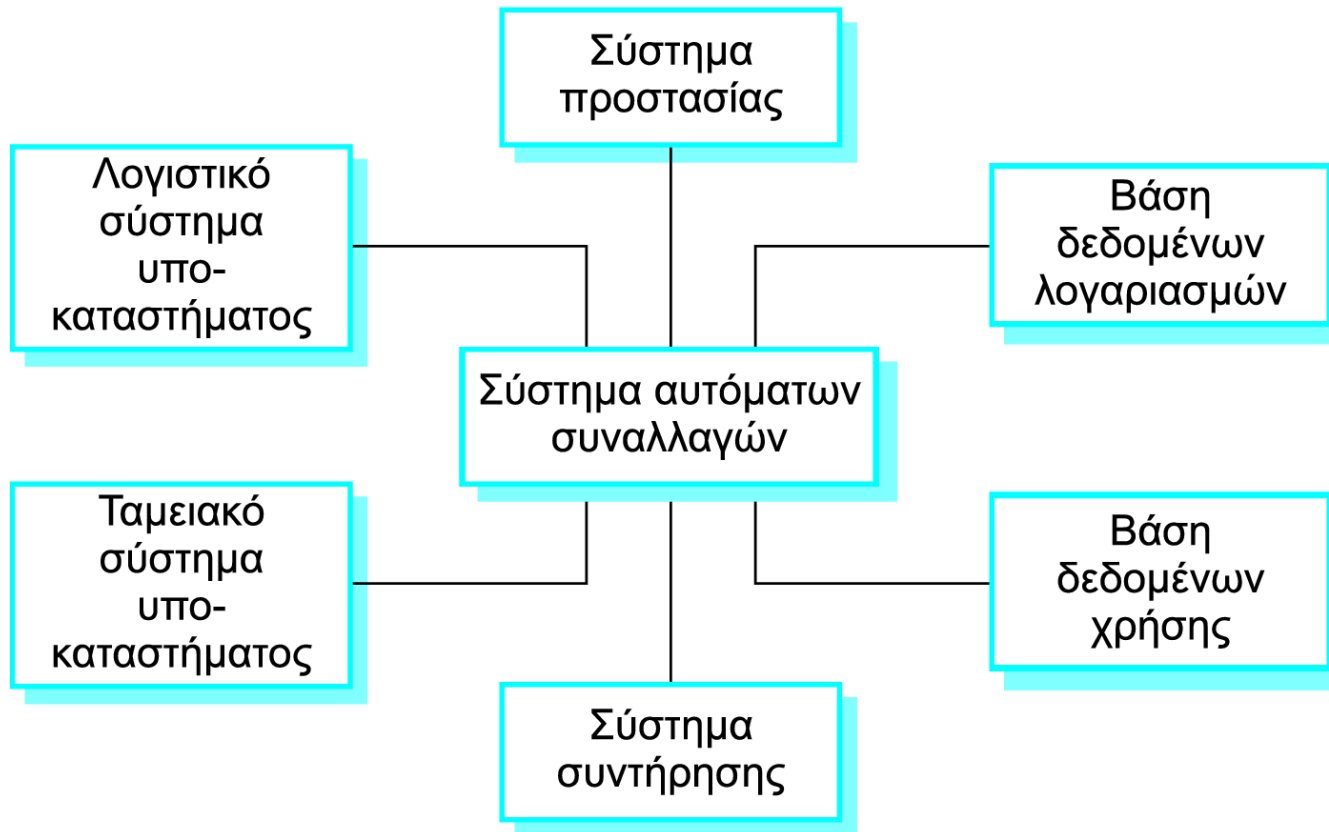 Σύστημα
προστασίας
Λογιστικό
σύστημα
υπο-
καταστήματος
Βάση
δεδομένων
λογαριασμών
Σύστημα αυτόματων
συναλλαγών
Ταμειακό
σύστημα
υπο-
καταστήματος
Βάση
δεδομένων
χρήσης
Σύστημα
συντήρησης